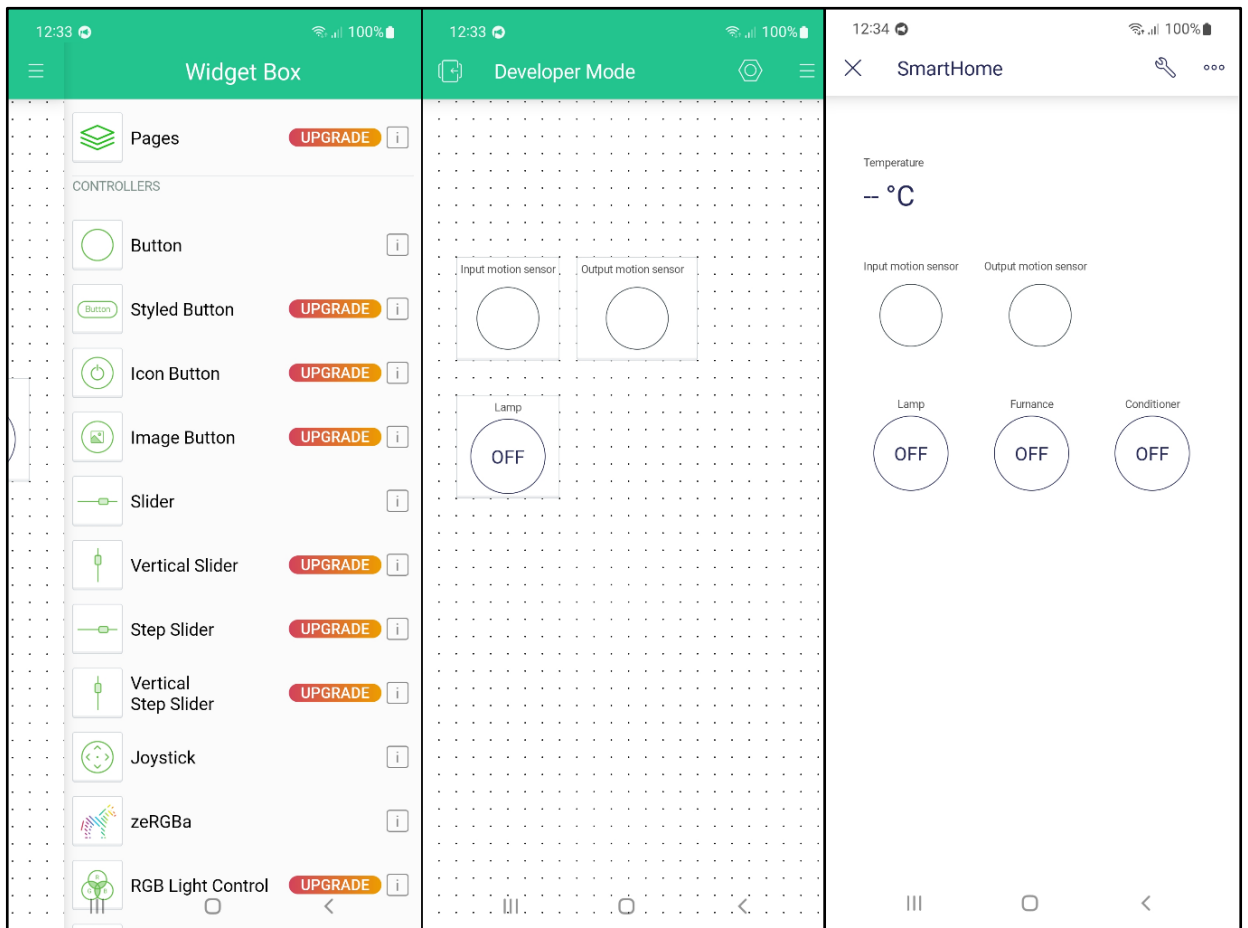 12:33 100%
Widget Box
Pages UPGRADE i
CONTROLLERS
Button i
Button Styled Button UPGRADE i
Icon Button UPGRADE i
Image Button UPGRADE i
Slider i
Vertical Slider UPGRADE i
Step Slider UPGRADE i
Vertical
Step Slider UPGRADE i
Joystick i
zeRGBa i
RGB Light Control UPGRADE i
12:33 100%
Developer Mode
Input motion sensor Output motion sensor
Lamp
OFF
12:34 100%
SmartHome
Temperature
-- °C
Input motion sensor Output motion sensor
Lamp Furnance Conditioner
OFF OFF OFF